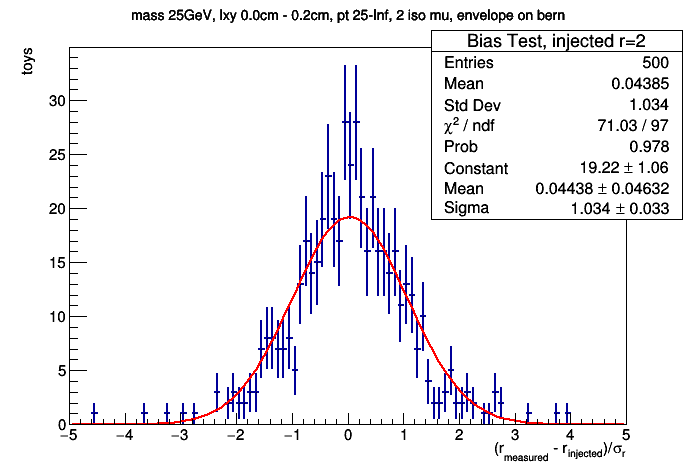 mass 25GeV, lxy 0.0cm - 0.2cm, pt 25-Inf, 2 iso mu, envelope on bern
toys
Bias Test, injected r=2
Entries 500
Mean 0.04385
Std Dev 1.034
χ² / ndf 71.03 / 97
Prob 0.978
Constant 19.22 ± 1.06
Mean 0.04438 ± 0.04632
Sigma 1.034 ± 0.033
30
25
20
15
10
5
0
−5 −4 −3 −2 −1 0 1 2 3 4 5
(r_measured - r_injected)/σ_r